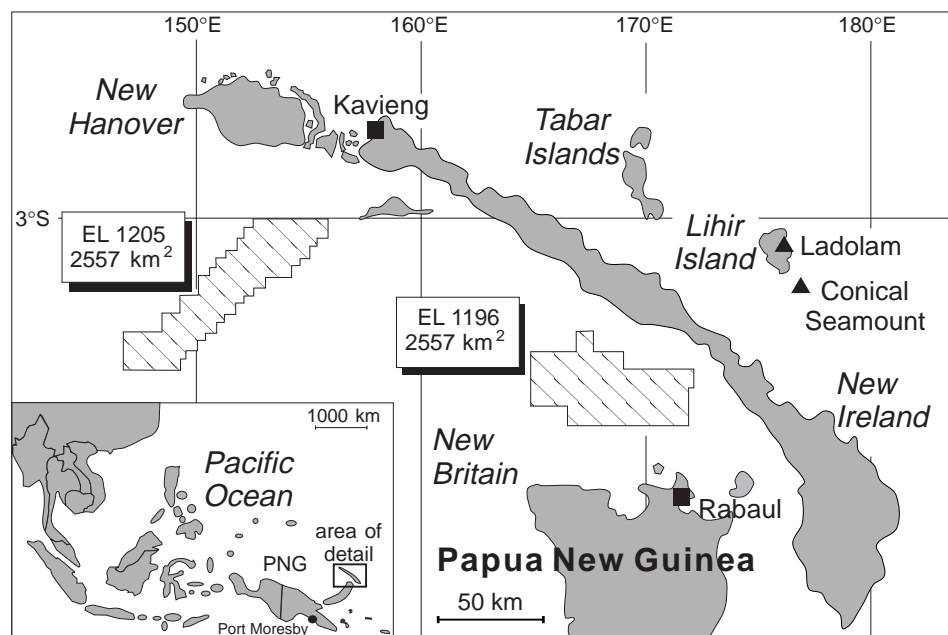 150°E 160°E 170°E 180°E
New
Hanover
Kavieng
Tabar
Islands
3°S
EL 1205
2557 km²
Lihir
Island
Ladolam
Conical
Seamount
EL 1196
2557 km²
New
Ireland
New
Britain
Rabaul
Papua New Guinea
50 km
1000 km
Pacific
Ocean
area of
detail
PNG
Port Moresby